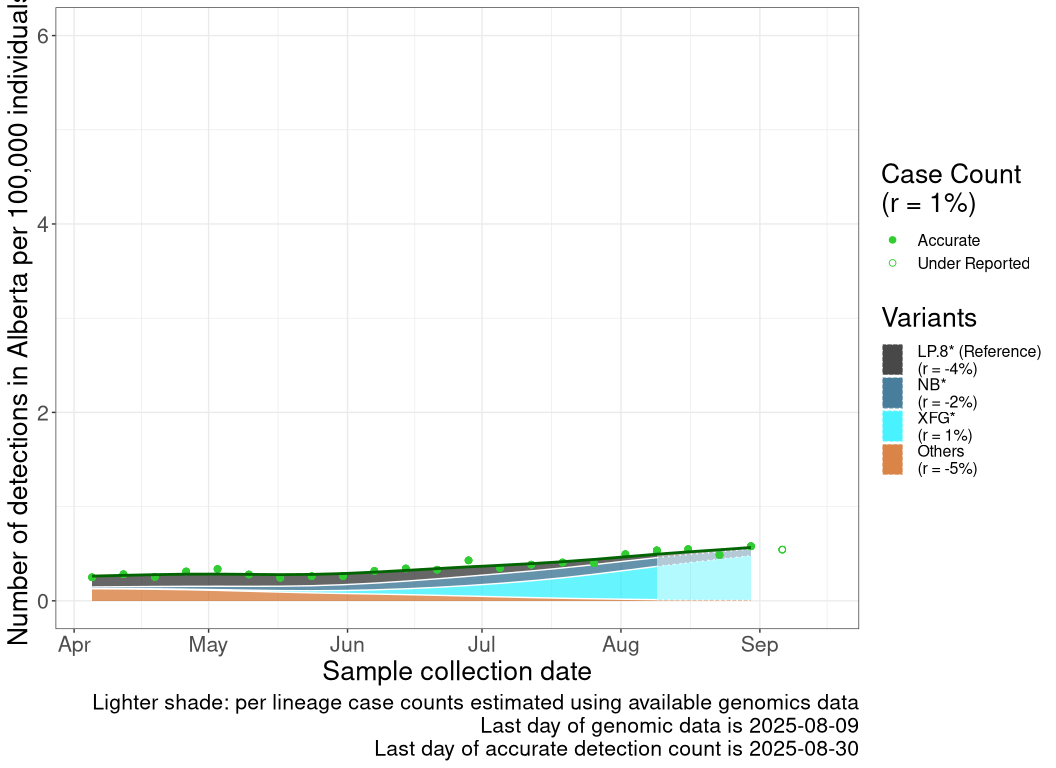 Number of detections in Alberta per 100,000 individuals
6
4
2
0
Apr
May
Jun
Jul
Aug
Sep
Sample collection date
Lighter shade: per lineage case counts estimated using available genomics data
Last day of genomic data is 2025-08-09
Last day of accurate detection count is 2025-08-30
Case Count
(r = 1%)
Accurate
Under Reported
Variants
LP.8* (Reference)
(r = -4%)
NB*
(r = -2%)
XFG*
(r = 1%)
Others
(r = -5%)